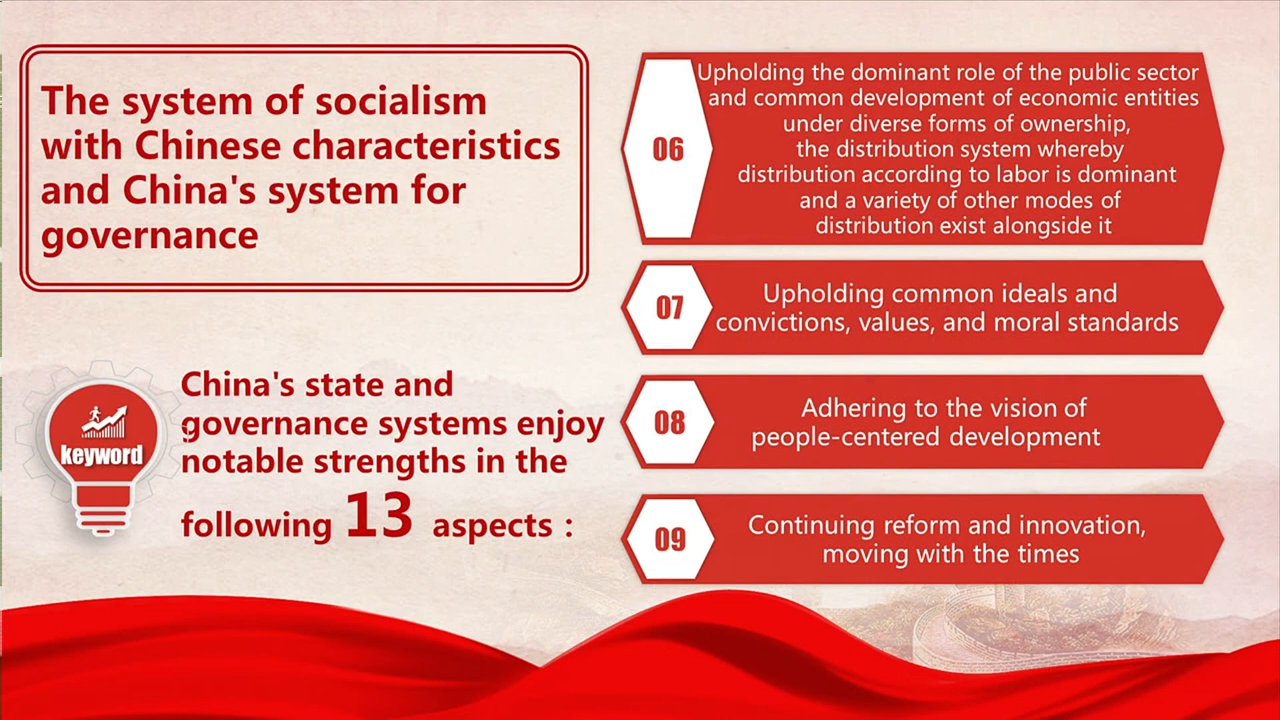 The system of socialism
with Chinese characteristics
and China's system for
governance
keyword
China's state and
governance systems enjoy
notable strengths in the
following 13 aspects :
06
Upholding the dominant role of the public sector
and common development of economic entities
under diverse forms of ownership,
the distribution system whereby
distribution according to labor is dominant
and a variety of other modes of
distribution exist alongside it
07
Upholding common ideals and
convictions, values, and moral standards
08
Adhering to the vision of
people-centered development
09
Continuing reform and innovation,
moving with the times